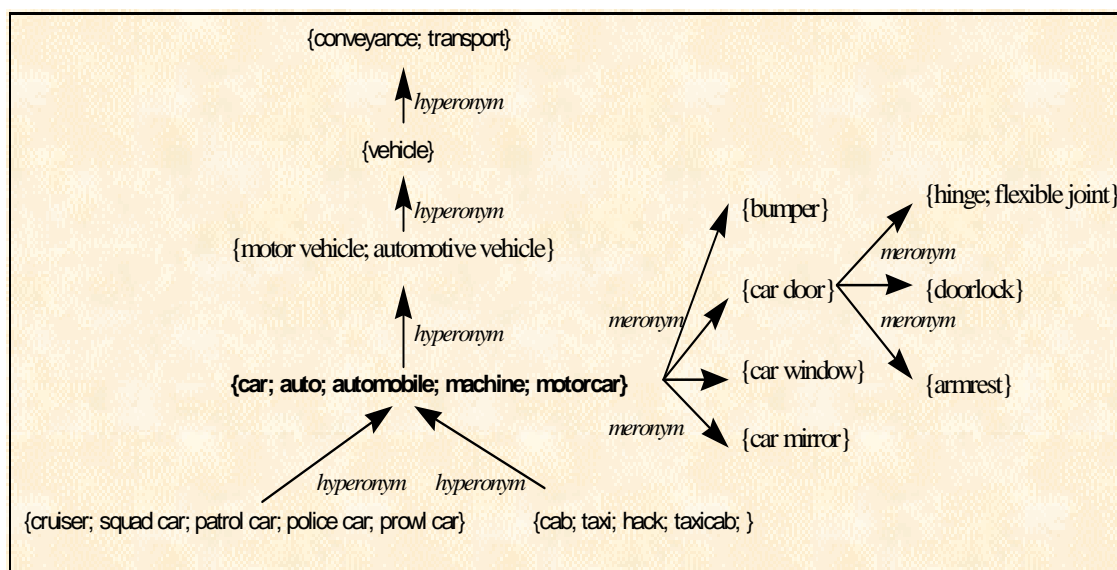 {conveyance; transport}
hyperonym
{vehicle}
hyperonym
{motor vehicle; automotive vehicle}
hyperonym
{car; auto; automobile; machine; motorcar}
hyperonym hyperonym
{cruiser; squad car; patrol car; police car; prowl car} {cab; taxi; hack; taxicab; }
{bumper}
meronym
{car door}
{car window}
meronym
{car mirror}
{hinge; flexible joint}
meronym
{doorlock}
meronym
{armrest}